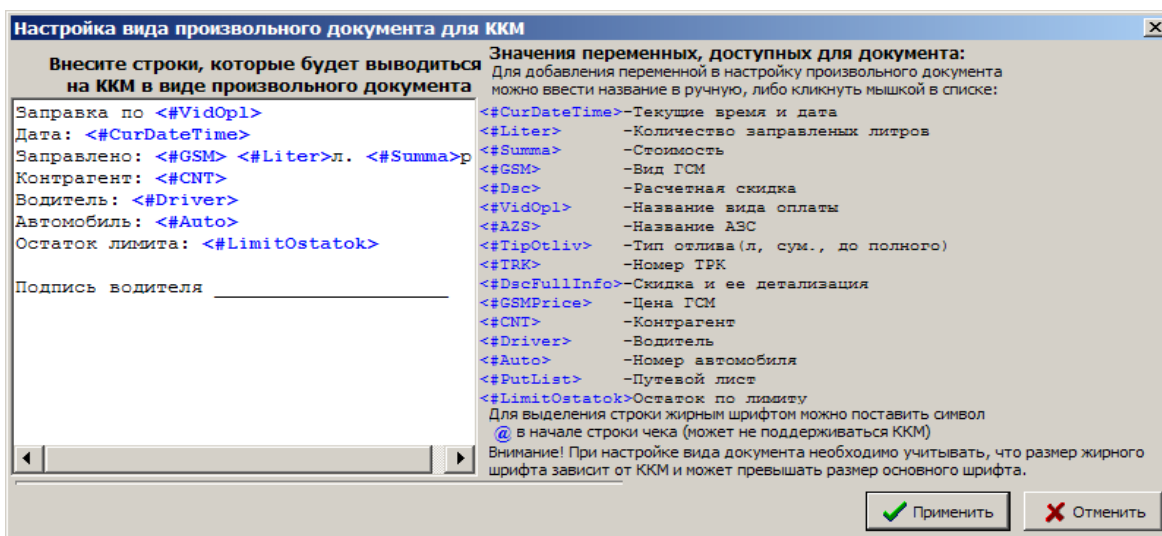 Настройка вида произвольного документа для ККМ
Внесите строки, которые будет выводиться
на ККМ в виде произвольного документа
Заправка по <#VidOpl>
Дата: <#CurDateTime>
Заправлено: <#GSM> <#Liter>л. <#Summa>р
Контрагент: <#CNT>
Водитель: <#Driver>
Автомобиль: <#Auto>
Остаток лимита: <#LimitOstatok>
Подпись водителя ____________________
Значения переменных, доступных для документа:
Для добавления переменной в настройку произвольного документа
можно ввести название в ручную, либо кликнуть мышкой в списке:
<#CurDateTime>-Текущие время и дата
<#Liter> -Количество заправленых литров
<#Summa> -Стоимость
<#GSM> -Вид ГСМ
<#Dsc> -Расчетная скидка
<#VidOpl> -Название вида оплаты
<#AZS> -Название АЗС
<#TipOtliv> -Тип отлива(л, сум., до полного)
<#TRK> -Номер ТРК
<#DscFullInfo>-Скидка и ее детализация
<#GSMPrice> -Цена ГСМ
<#CNT> -Контрагент
<#Driver> -Водитель
<#Auto> -Номер автомобиля
<#PutList> -Путевой лист
<#LimitOstatok>Остаток по лимиту
Для выделения строки жирным шрифтом можно поставить символ
@ в начале строки чека (может не поддерживаться ККМ)
Внимание! При настройке вида документа необходимо учитывать, что размер жирного
шрифта зависит от ККМ и может превышать размер основного шрифта.
Применить
Отменить